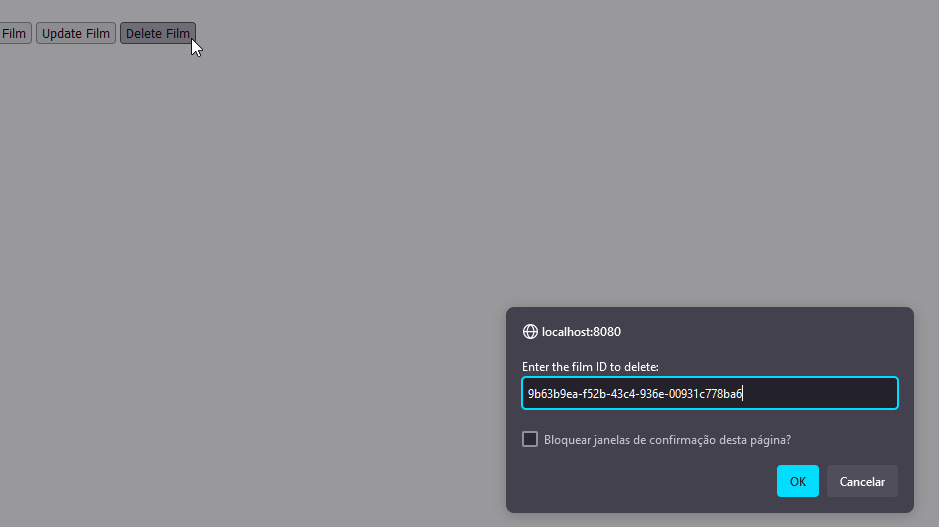 Film Update Film Delete Film
localhost:8080
Enter the film ID to delete:
9b63b9ea-f52b-43c4-936e-00931c778ba6
Bloquear janelas de confirmação desta página?
OK Cancelar